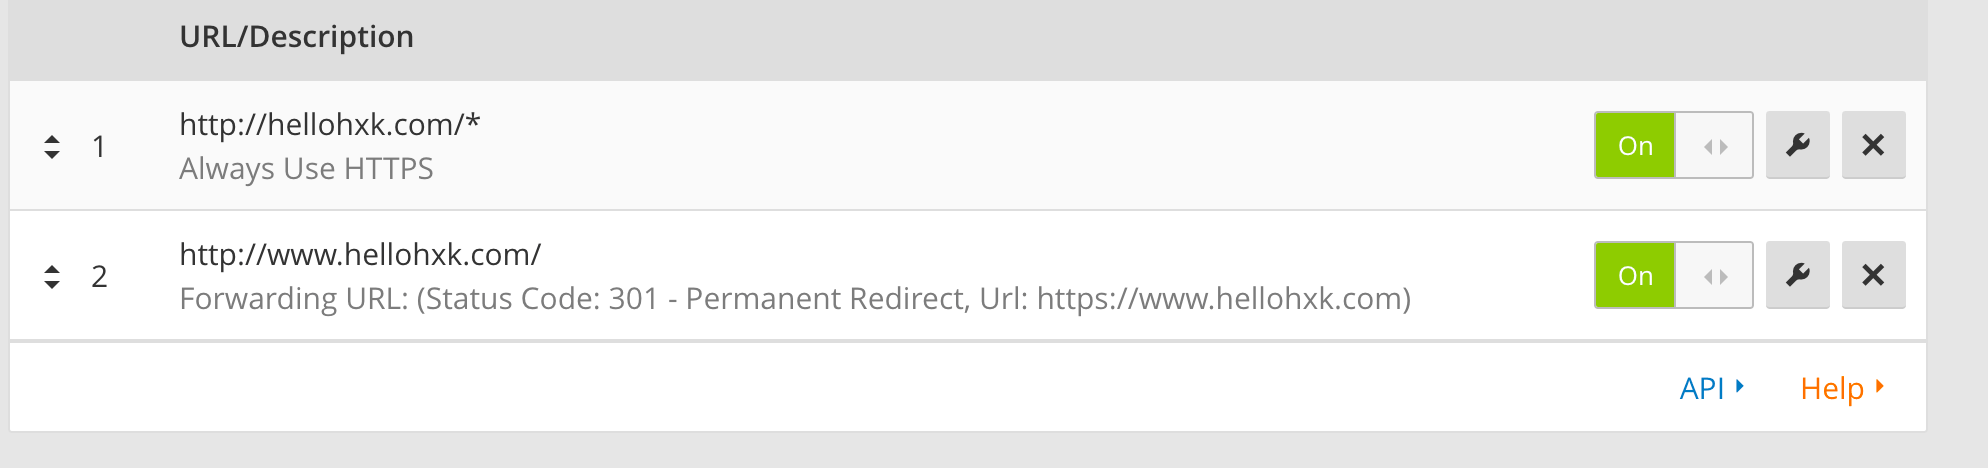 URL/Description
1
http://hellohxk.com/*
Always Use HTTPS
On
2
http://www.hellohxk.com/
Forwarding URL: (Status Code: 301 - Permanent Redirect, Url: https://www.hellohxk.com)
On
API Help